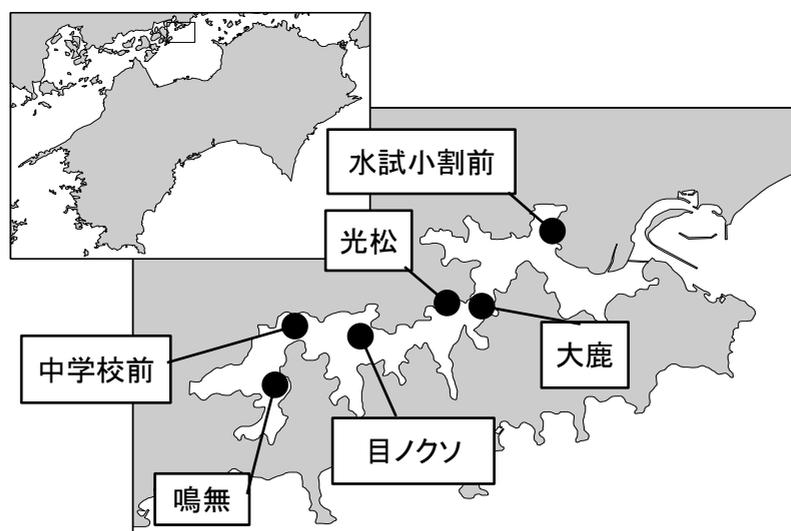 水試小割前
光松
大鹿
中学校前
目ノクソ
鳴無